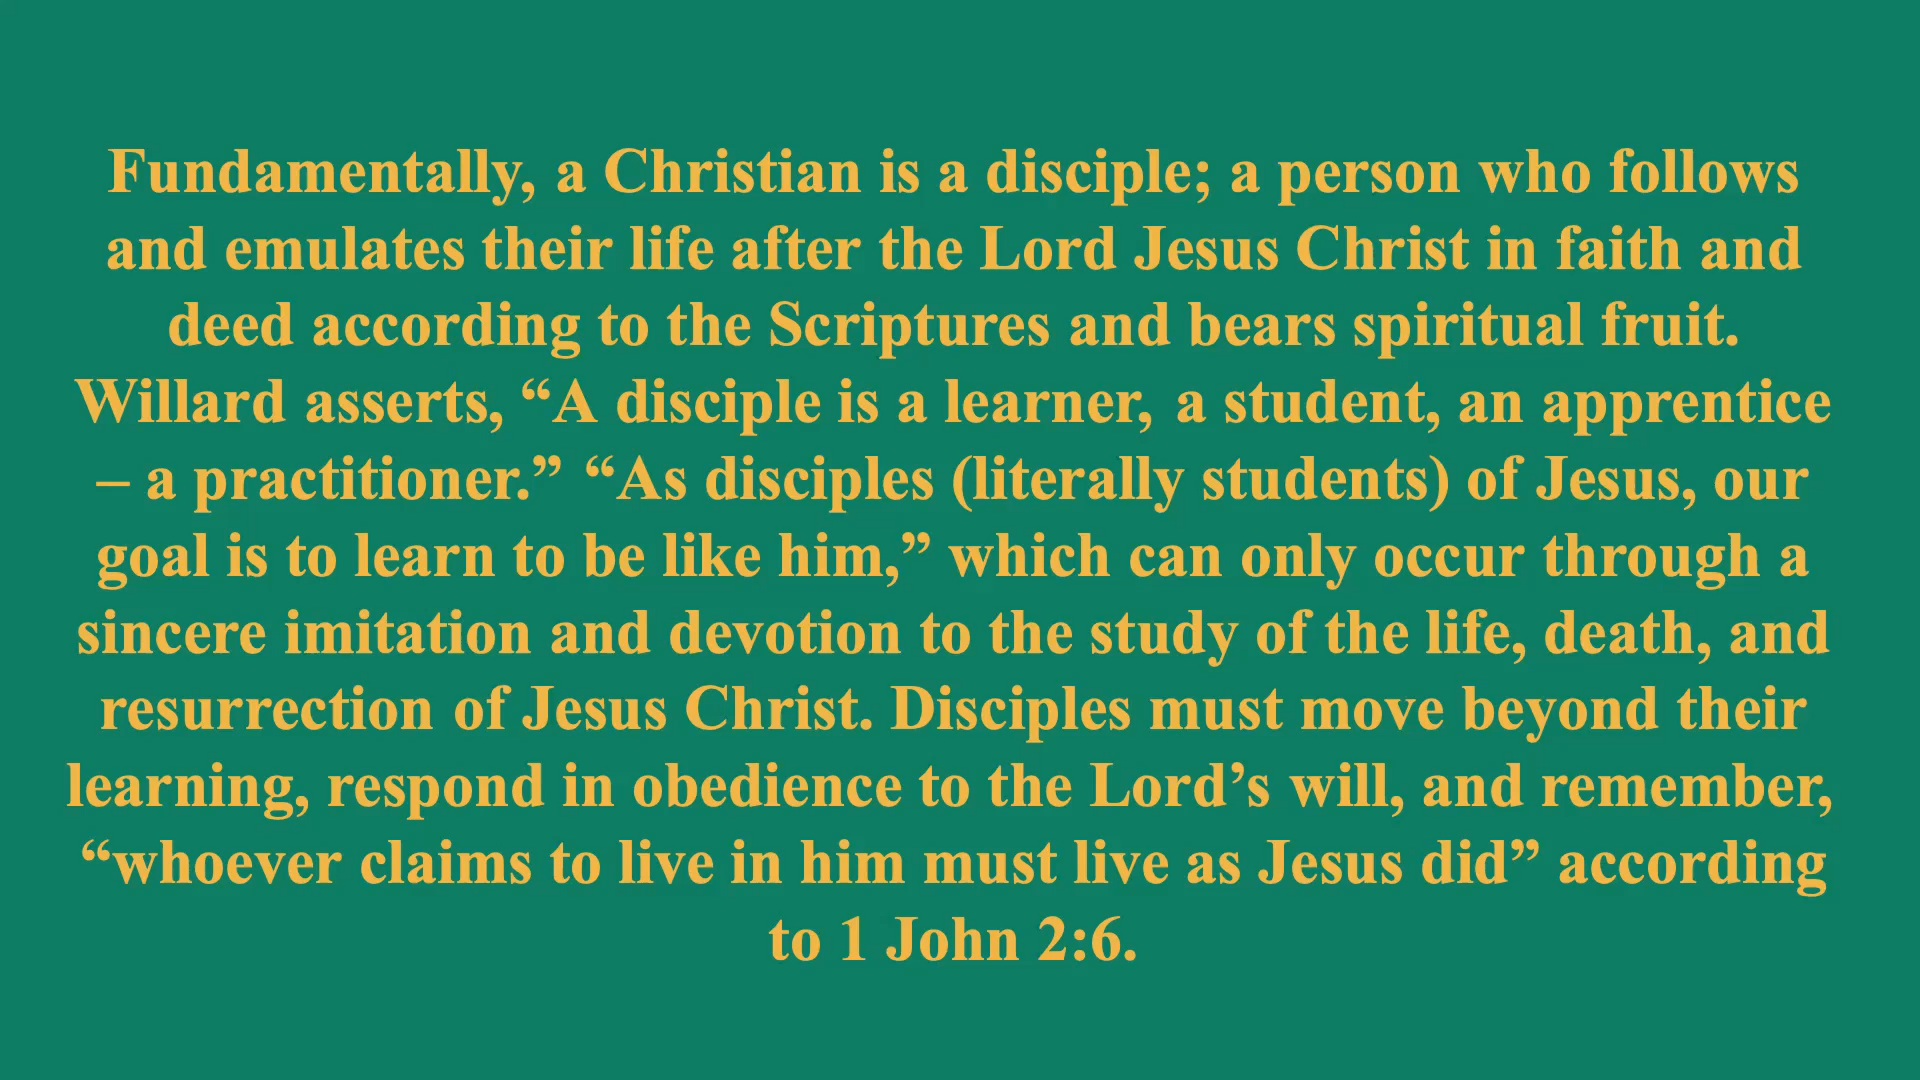 Fundamentally, a Christian is a disciple; a person who follows
and emulates their life after the Lord Jesus Christ in faith and
deed according to the Scriptures and bears spiritual fruit.
Willard asserts, “A disciple is a learner, a student, an apprentice
– a practitioner.” “As disciples (literally students) of Jesus, our
goal is to learn to be like him,” which can only occur through a
sincere imitation and devotion to the study of the life, death, and
resurrection of Jesus Christ. Disciples must move beyond their
learning, respond in obedience to the Lord’s will, and remember,
“whoever claims to live in him must live as Jesus did” according
to 1 John 2:6.